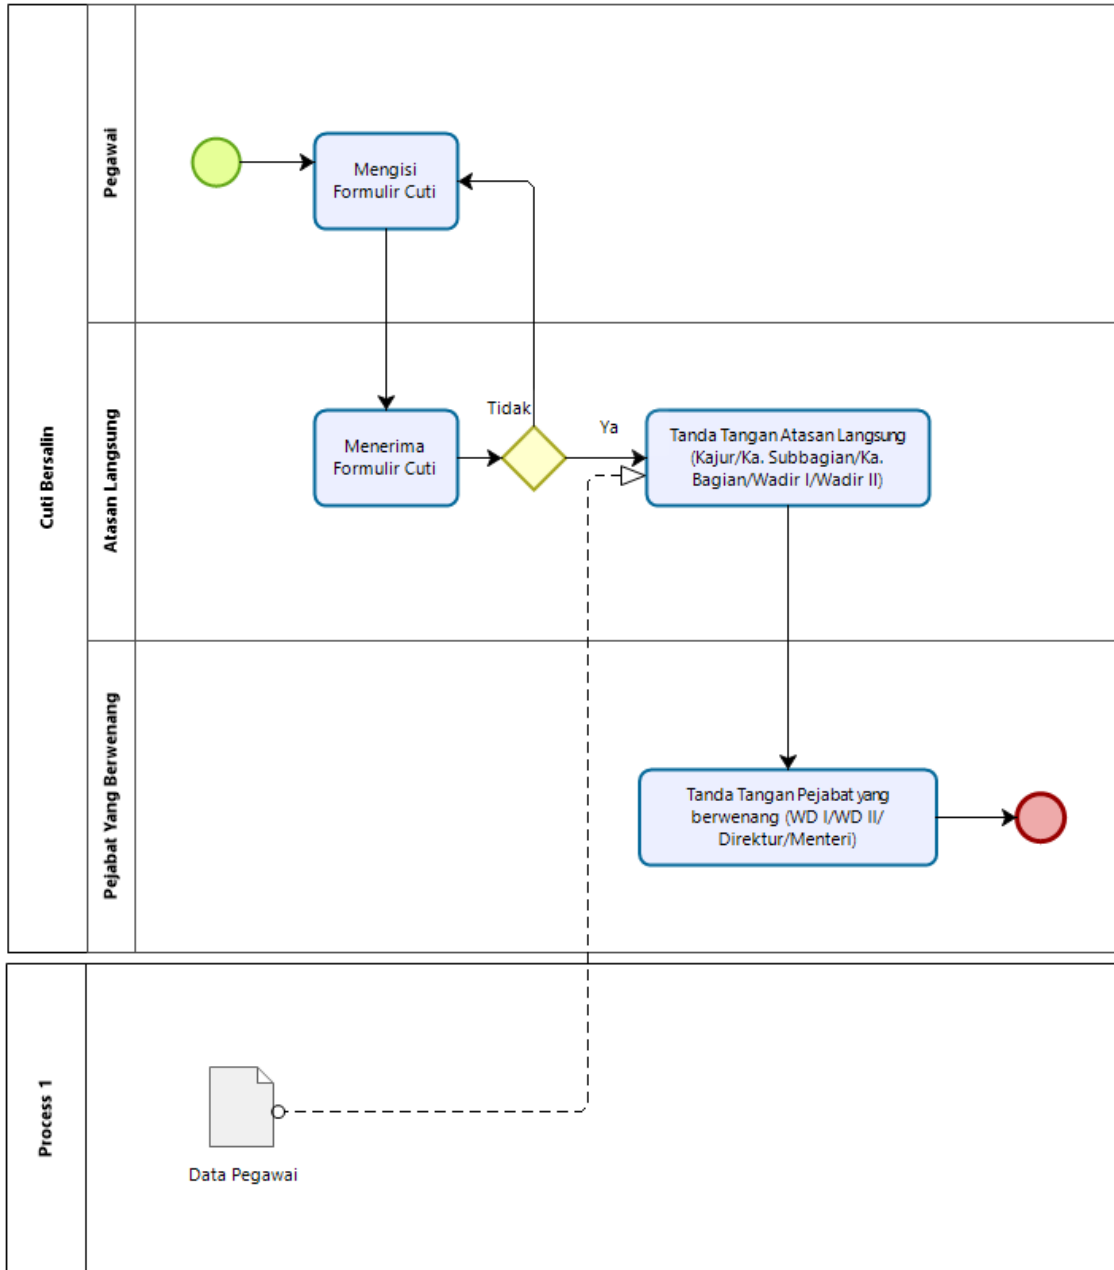 Cuti Bersalin
Pegawai
Mengisi
Formulir Cuti
Atasan Langsung
Menerima
Formulir Cuti
Tidak
Ya
Tanda Tangan Atasan Langsung
(Kajur/Ka. Subbagian/Ka.
Bagian/Wadir I/Wadir II)
Pejabat Yang Berwenang
Tanda Tangan Pejabat yang
berwenang (WD I/WD II/
Direktur/Menteri)
Process 1
Data Pegawai